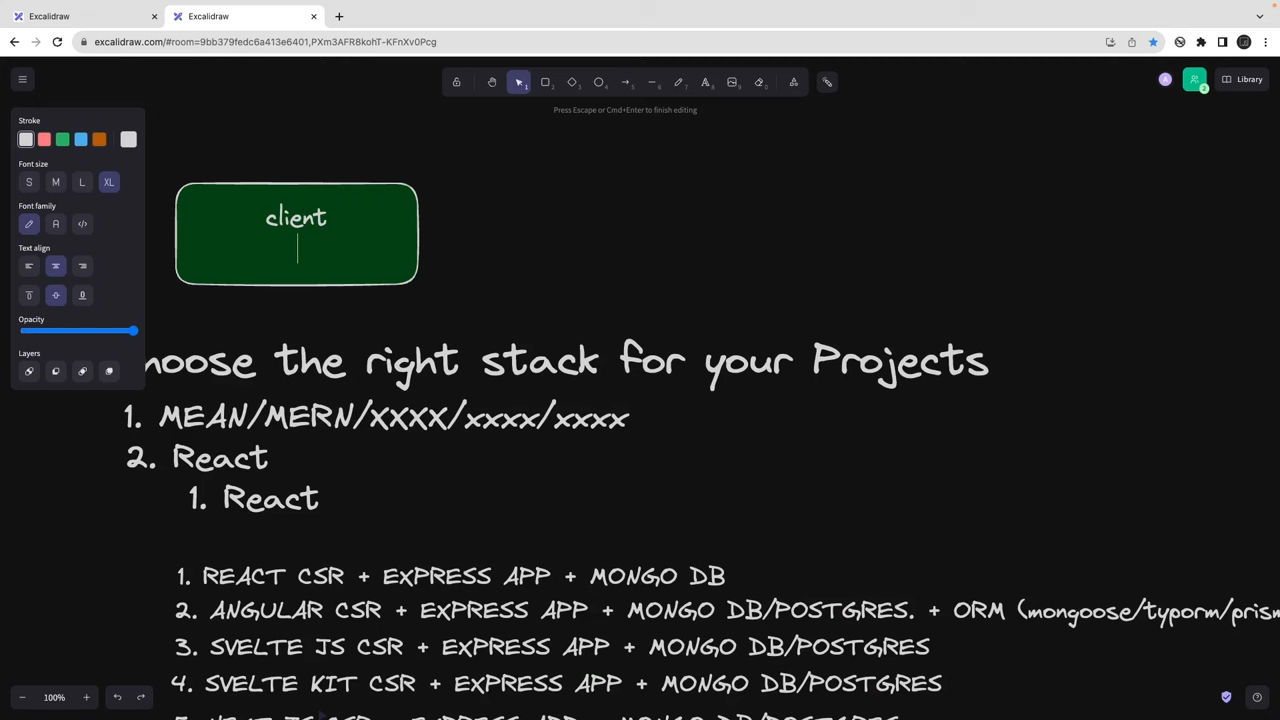 Excalidraw
Excalidraw
excalidraw.com/#room=9bb379fedc6a413e6401,PXm3AFR8kohT-KFnXv0Pcg
Library
Press Escape or Cmd+Enter to finish editing
Stroke
Font size
S M L XL
Font family
A
Text align
Opacity
Layers
client
hoose the right stack for your Projects
1. MEAN/MERN/XXXX/xxxx/xxxx
2. React
1. React
1. REACT CSR + EXPRESS APP + MONGO DB
2. ANGULAR CSR + EXPRESS APP + MONGO DB/POSTGRES. + ORM (mongoose/typorm/prism
3. SVELTE JS CSR + EXPRESS APP + MONGO DB/POSTGRES
4. SVELTE KIT CSR + EXPRESS APP + MONGO DB/POSTGRES
100%